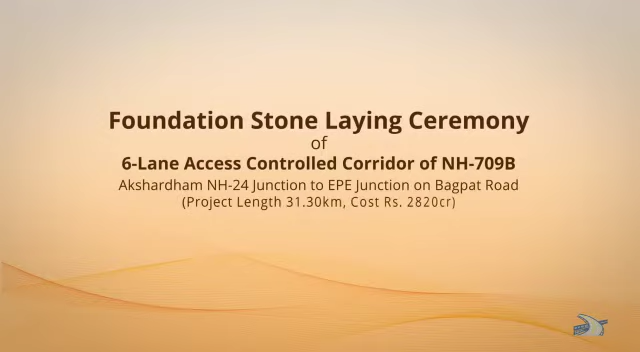 Foundation Stone Laying Ceremony
of
6-Lane Access Controlled Corridor of NH-709B
Akshardham NH-24 Junction to EPE Junction on Bagpat Road
(Project Length 31.30km, Cost Rs. 2820cr)